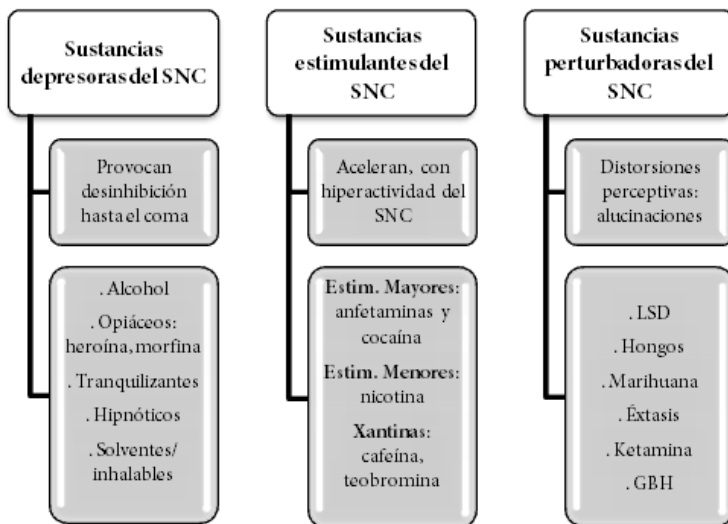 Sustancias
depresoras del SNC
Provocan
desinhibición
hasta el coma
. Alcohol
. Opiáceos:
heroína, morfina
. Tranquilizantes
. Hipnóticos
. Solventes/
inhalables
Sustancias
estimulantes del
SNC
Aceleran, con
hiperactividad del
SNC
Estim. Mayores:
anfetaminas y
cocaína
Estim. Menores:
nicotina
Xantinas:
cafeína,
teobromina
Sustancias
perturbadoras del
SNC
Distorsiones
perceptivas:
alucinaciones
. LSD
. Hongos
. Marihuana
. Êxtasis
. Ketamina
. GBH